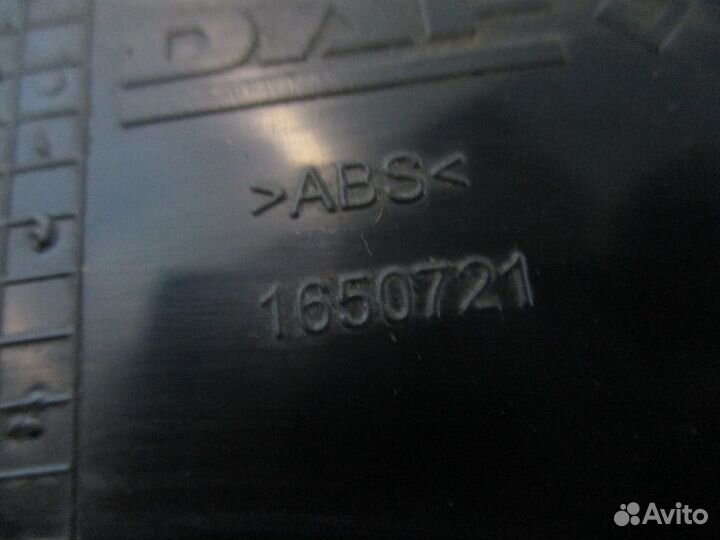 DAF
>ABS<
1650721
Avito